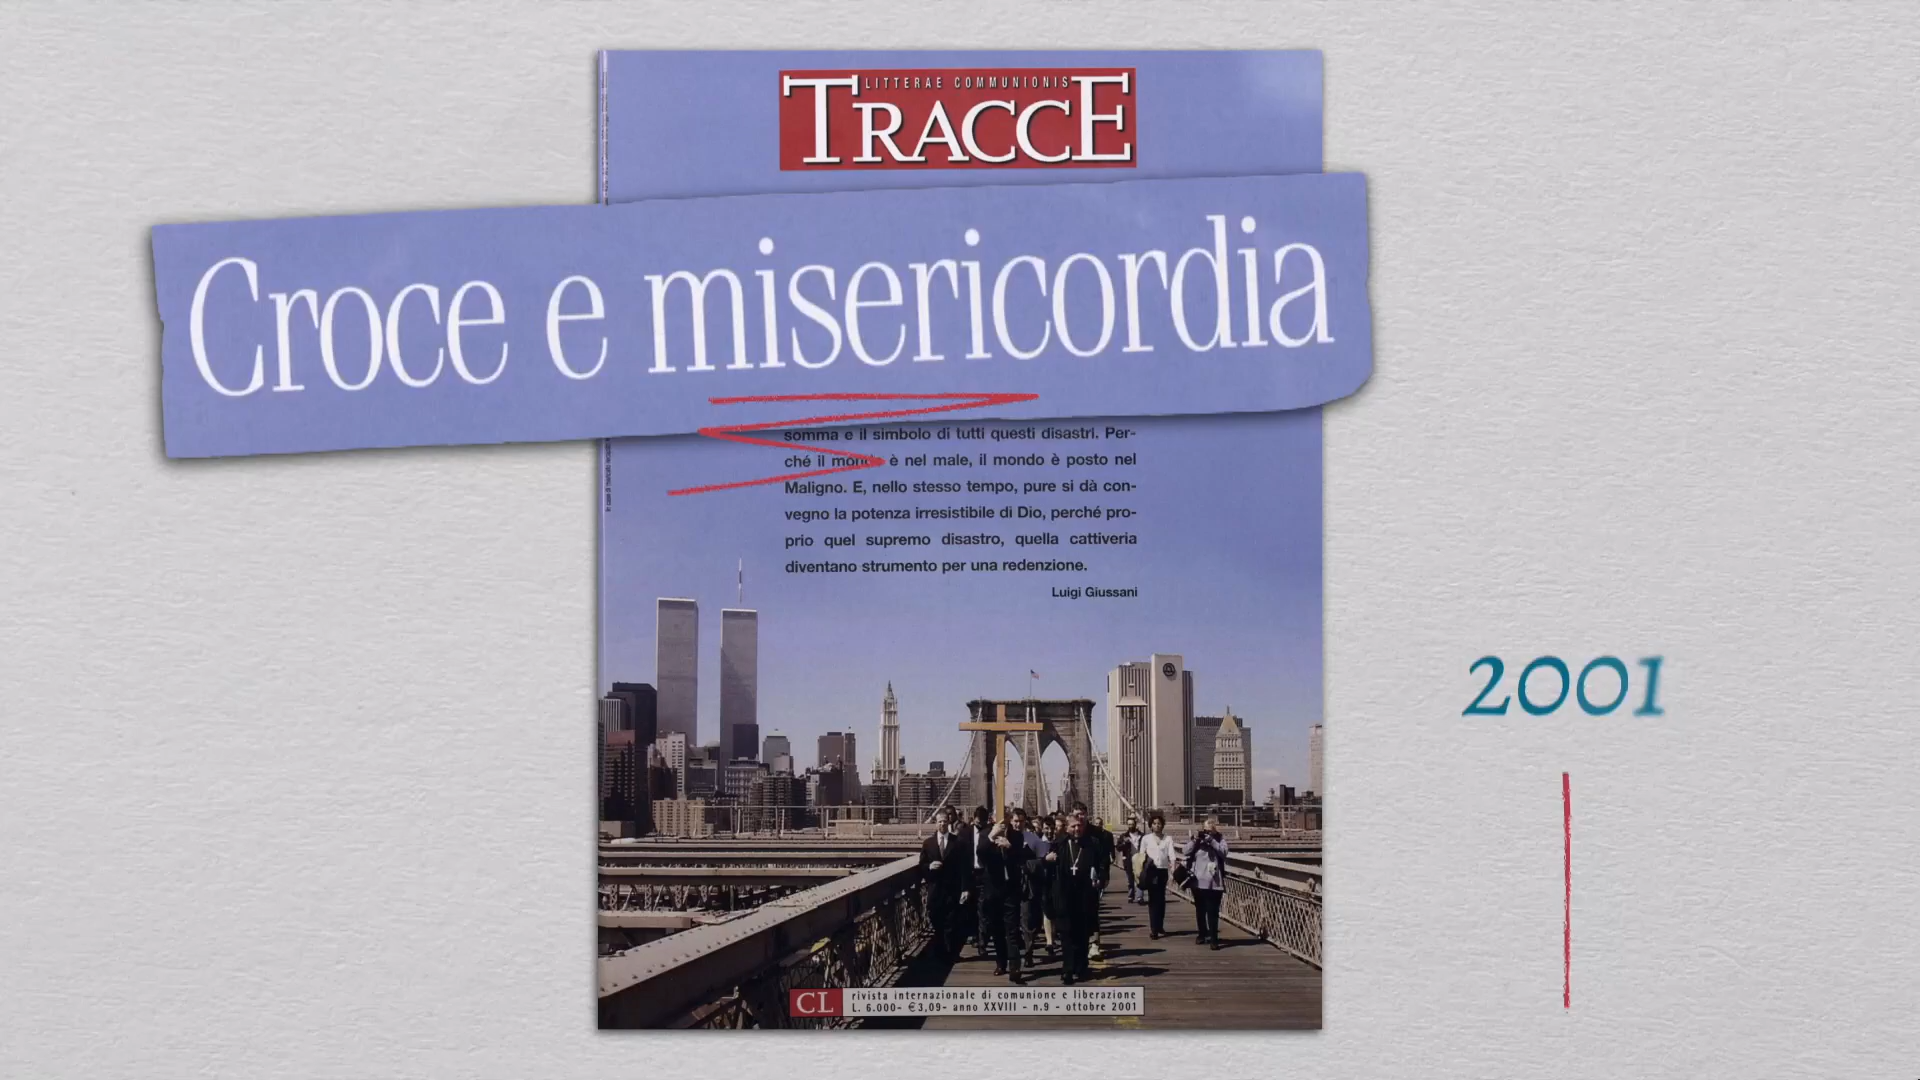 LITTERAE COMMUNIONIS
TRACCE
Croce e misericordia
somma e il simbolo di tutti questi disastri. Per-
ché il mondo è nel male, il mondo è posto nel
Maligno. E, nello stesso tempo, pure si dà con-
vegno la potenza irresistibile di Dio, perché pro-
prio quel supremo disastro, quella cattiveria
diventano strumento per una redenzione.
Luigi Giussani
2001
CL
rivista internazionale di comunione e liberazione
L. 6.000- €3,09- anno XXVIII - n.9 - ottobre 2001